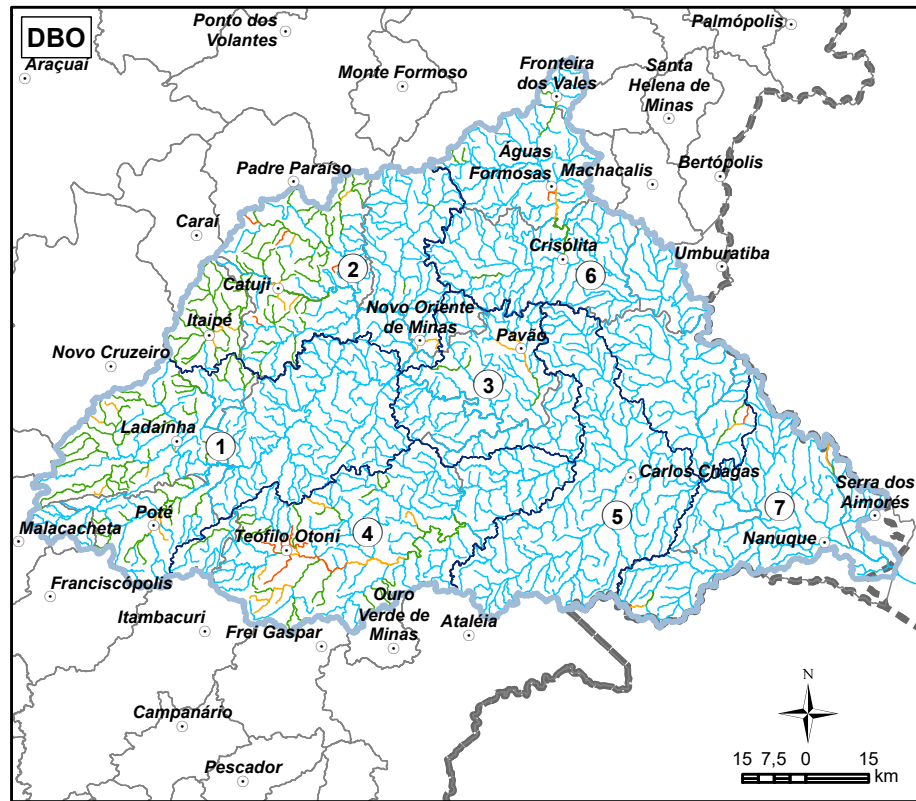 DBO
Ponto dos
Volantes
Palmópolis
Araçuaí
Monte Formoso
Fronteira
dos Vales
Santa
Helena de
Minas
Padre Paraíso
Águas
Formosas
Machacalis
Bertópolis
Caraí
Crisólita
Umburatiba
2
6
Catuji
Itaipé
Novo Oriente
de Minas
Pavão
Novo Cruzeiro
3
Ladainha
1
Carlos Chagas
Serra dos
Aimorés
Malacacheta
Poté
4
5
7
Teófilo Otoni
Nanuque
Franciscópolis
Itambacuri
Ouro
Verde de
Minas
Ataléia
Frei Gaspar
N
Campanário
Pescador
15 7,5 0 15
km